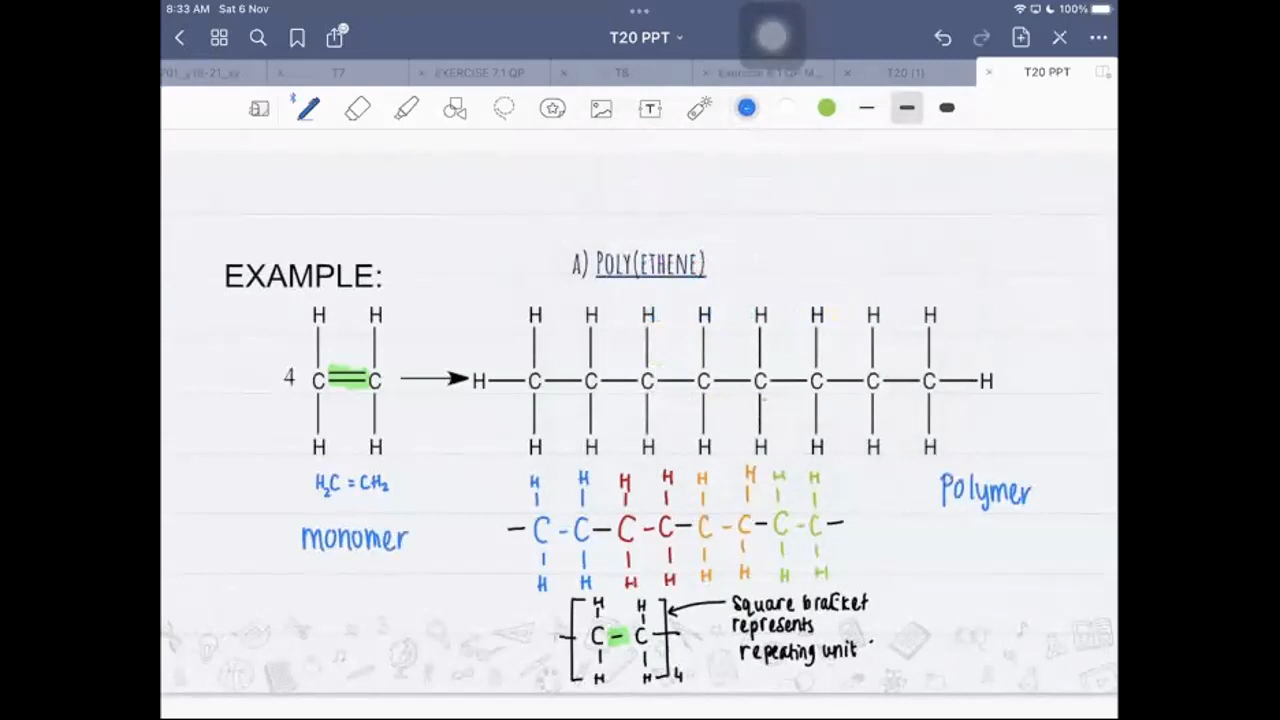 8:33 AM Sat 6 Nov
100%
T20 PPT
T7
EXERCISE 7.1 QP
T8
T20 (1)
T20 PPT
A) POLY(ETHENE)
EXAMPLE:
H H H H H H H H H H
4 C C H C C C C C C C C H
H H H H H H H H H H
H₂C = CH₂
monomer
Polymer
H H H H H H H H
- C - C - C - C - C - C - C - C -
H H H H H H H H
H H
C - C
H H 4
Square bracket
represents
repeating unit